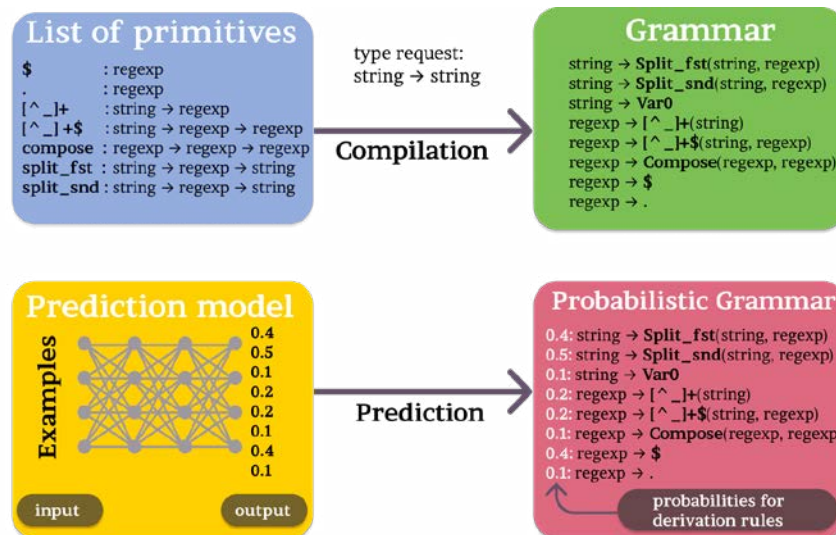 List of primitives
$ : regexp
. : regexp
[^ _]+ : string → regexp
[^ _] +$ : string → regexp → regexp
compose : regexp → regexp → regexp
split_fst : string → regexp → string
split_snd : string → regexp → string
type request:
string → string
Compilation
Grammar
string → Split_fst(string, regexp)
string → Split_snd(string, regexp)
string → Var0
regexp → [^ _]+(string)
regexp → [^ _]+$(string, regexp)
regexp → Compose(regexp, regexp)
regexp → $
regexp → .
Prediction model
Examples
0.4
0.5
0.1
0.2
0.2
0.1
0.4
0.1
input
output
Prediction
Probabilistic Grammar
0.4: string → Split_fst(string, regexp)
0.5: string → Split_snd(string, regexp)
0.1: string → Var0
0.2: regexp → [^ _]+(string)
0.2: regexp → [^ _]+$(string, regexp)
0.1: regexp → Compose(regexp, regexp
0.4: regexp → $
0.1: regexp → .
probabilities for
derivation rules